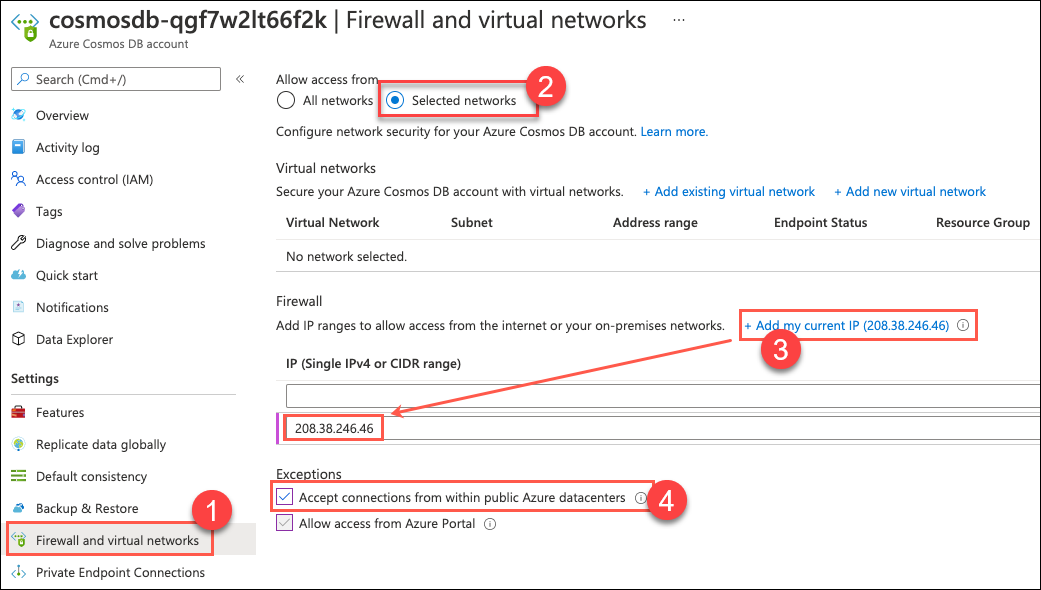 cosmosdb-qgf7w2lt66f2k | Firewall and virtual networks ...
Azure Cosmos DB account
Search (Cmd+/)
«
Overview
Activity log
Access control (IAM)
Tags
Diagnose and solve problems
Quick start
Notifications
Data Explorer
Settings
Features
Replicate data globally
Default consistency
Backup & Restore
1
Firewall and virtual networks
Private Endpoint Connections
Allow access from
All networks
Selected networks
2
Configure network security for your Azure Cosmos DB account. Learn more.
Virtual networks
Secure your Azure Cosmos DB account with virtual networks. + Add existing virtual network + Add new virtual network
Virtual Network Subnet Address range Endpoint Status Resource Group
No network selected.
Firewall
Add IP ranges to allow access from the internet or your on-premises networks. + Add my current IP (208.38.246.46)
3
IP (Single IPv4 or CIDR range)
208.38.246.46
Exceptions
Accept connections from within public Azure datacenters
4
Allow access from Azure Portal